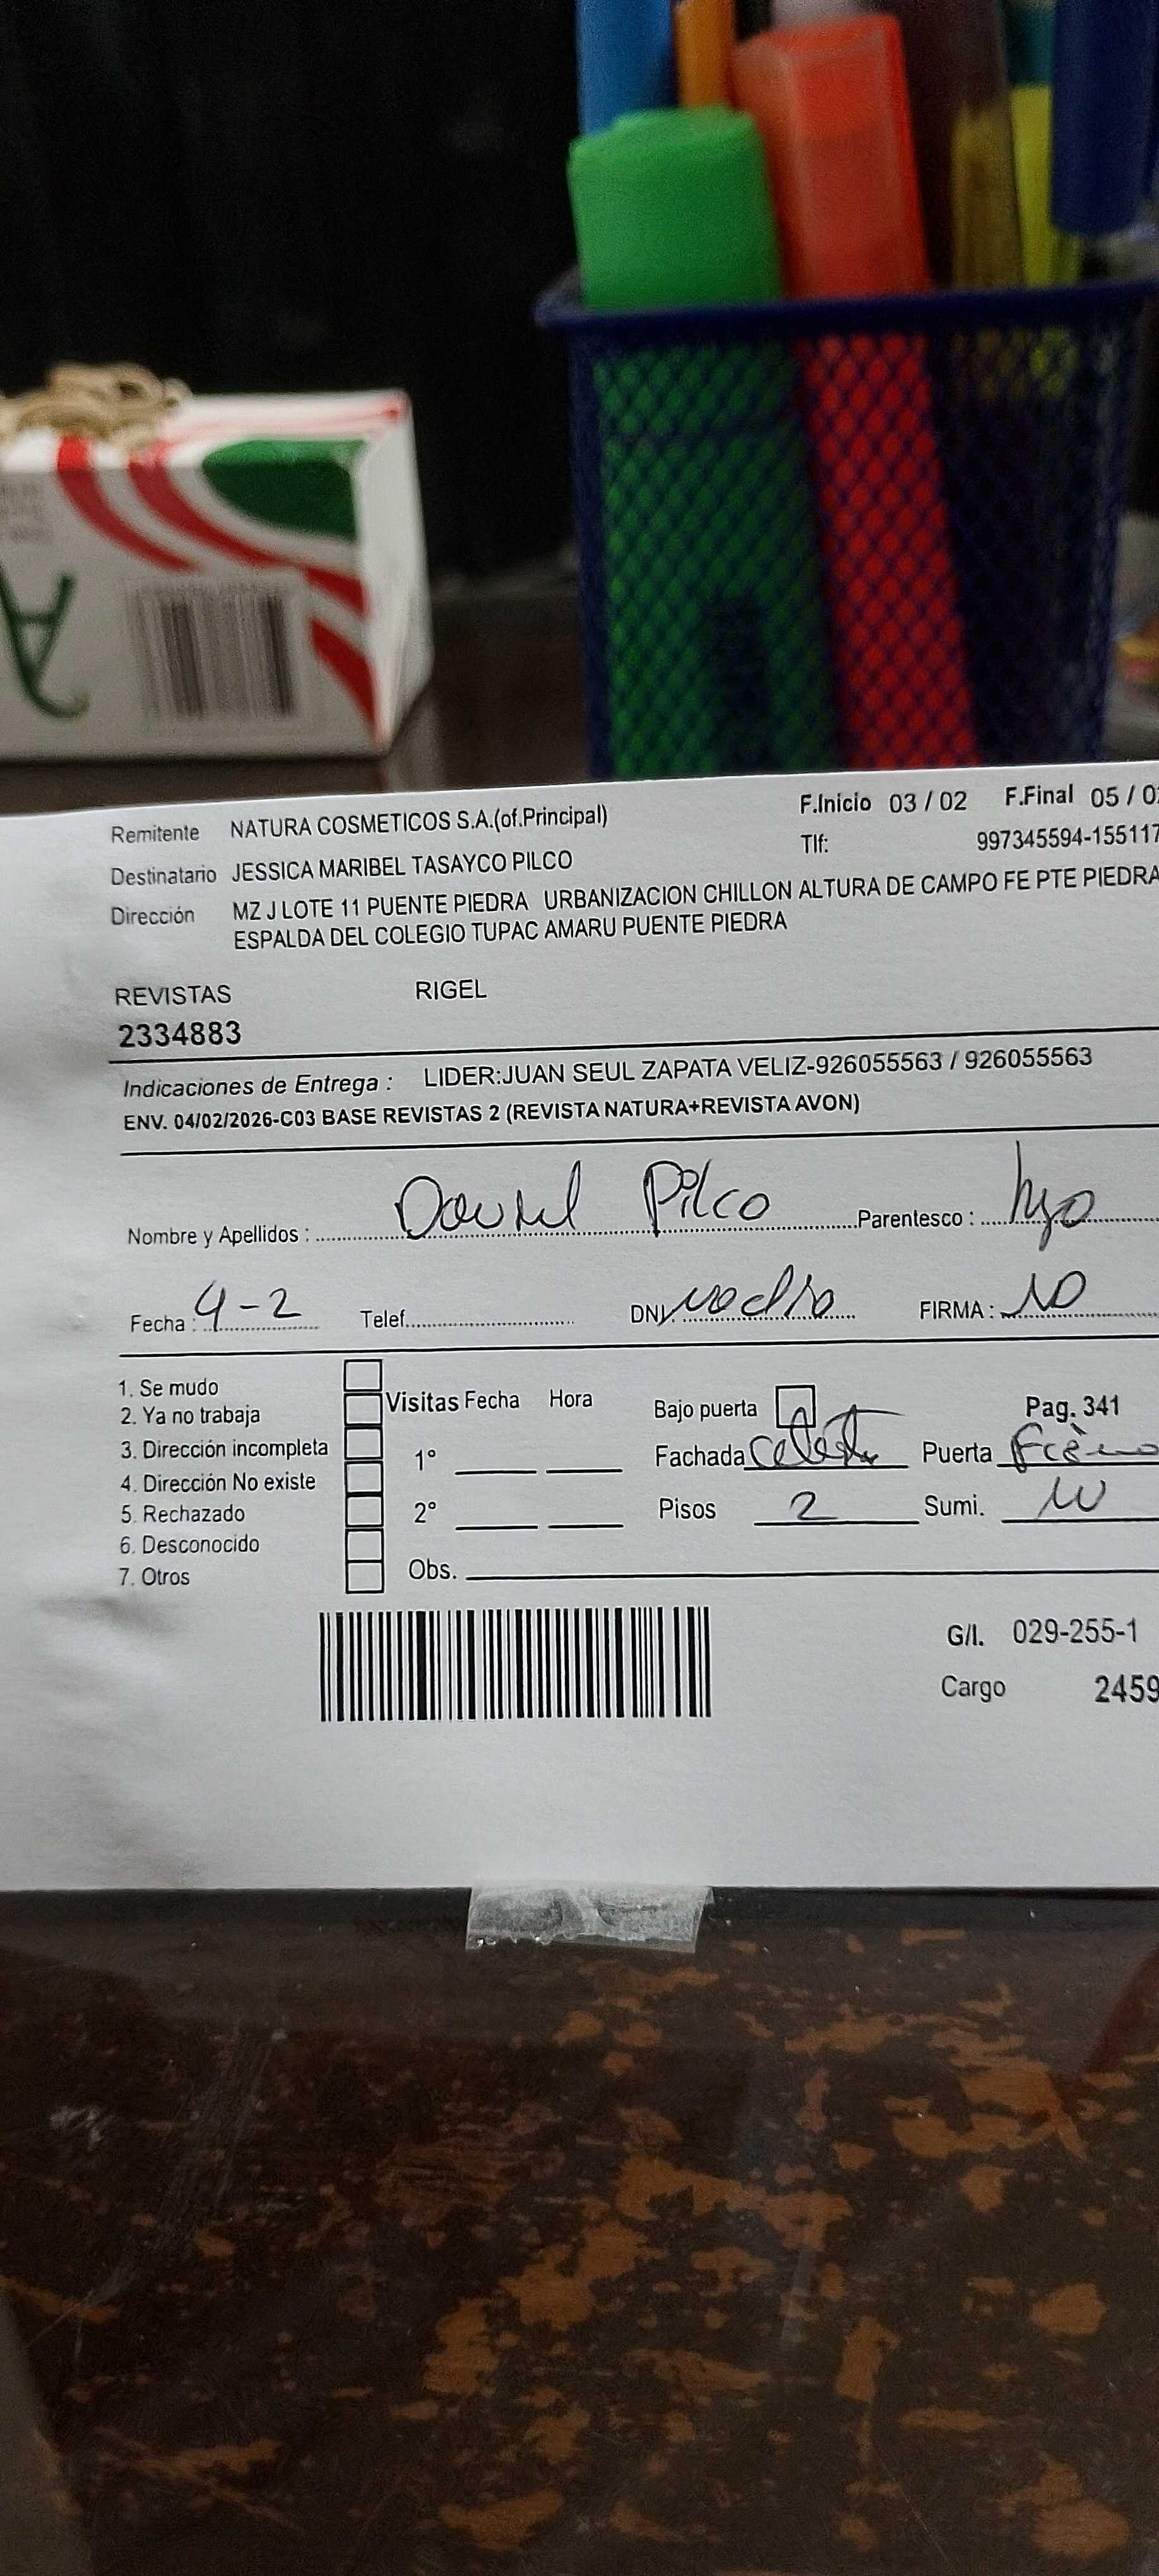 Remitente NATURA COSMETICOS S.A.(of.Principal) F.Inicio 03 / 02 F.Final 05 / 0
Tlf: 997345594-155117
Destinatario JESSICA MARIBEL TASAYCO PILCO
Dirección MZ J LOTE 11 PUENTE PIEDRA URBANIZACION CHILLON ALTURA DE CAMPO FE PTE PIEDRA
ESPALDA DEL COLEGIO TUPAC AMARU PUENTE PIEDRA
REVISTAS RIGEL
2334883
Indicaciones de Entrega : LIDER:JUAN SEUL ZAPATA VELIZ-926055563 / 926055563
ENV. 04/02/2026-C03 BASE REVISTAS 2 (REVISTA NATURA+REVISTA AVON)
Nombre y Apellidos : Pilco Parentesco : hijo
Fecha : 4-2 Telef. DNI. FIRMA : NO
1. Se mudo
2. Ya no trabaja Visitas Fecha Hora Bajo puerta Pag. 341
3. Dirección incompleta 1° Fachada Puerta
4. Dirección No existe
5. Rechazado 2° Pisos 2 Sumi.
6. Desconocido
7. Otros Obs.
G/I. 029-255-1
Cargo 2459